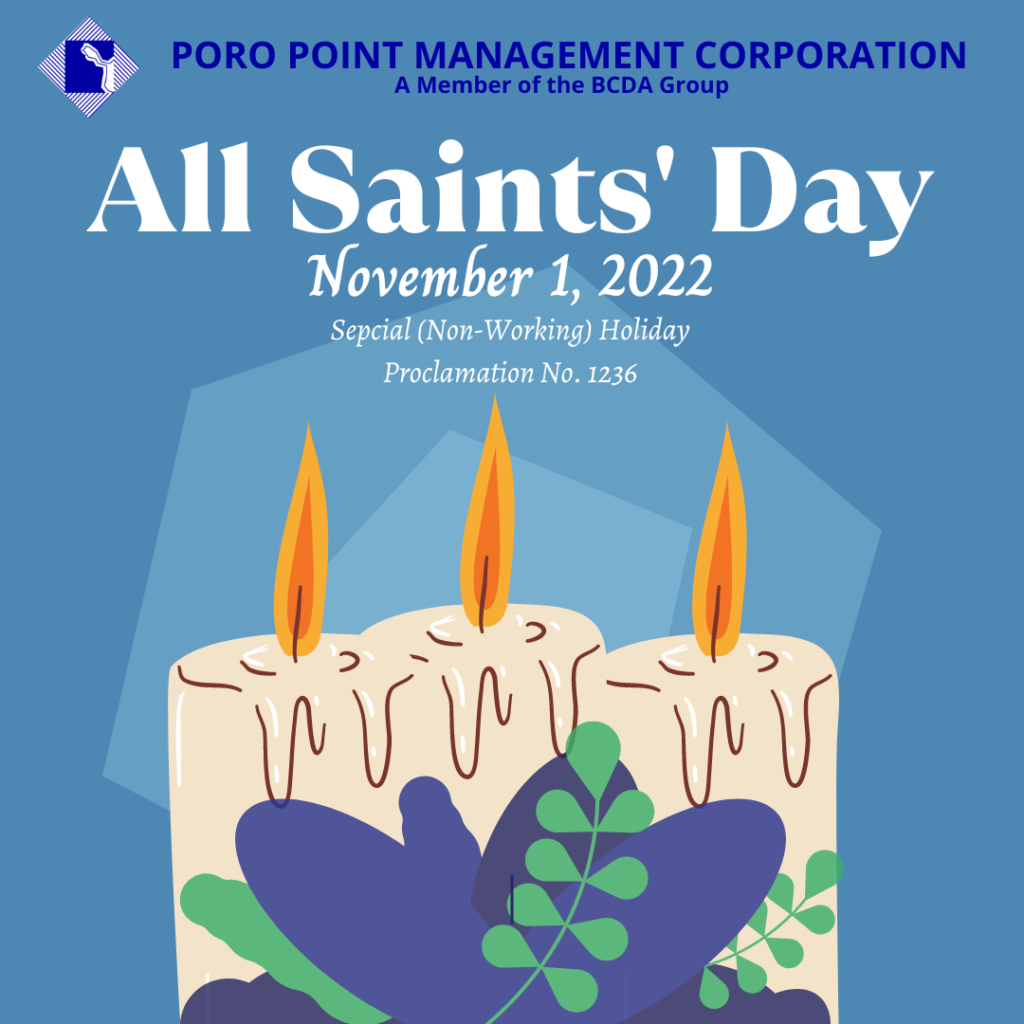 PORO POINT MANAGEMENT CORPORATION
A Member of the BCDA Group
All Saints' Day
November 1, 2022
Sepcial (Non-Working) Holiday
Proclamation No. 1236